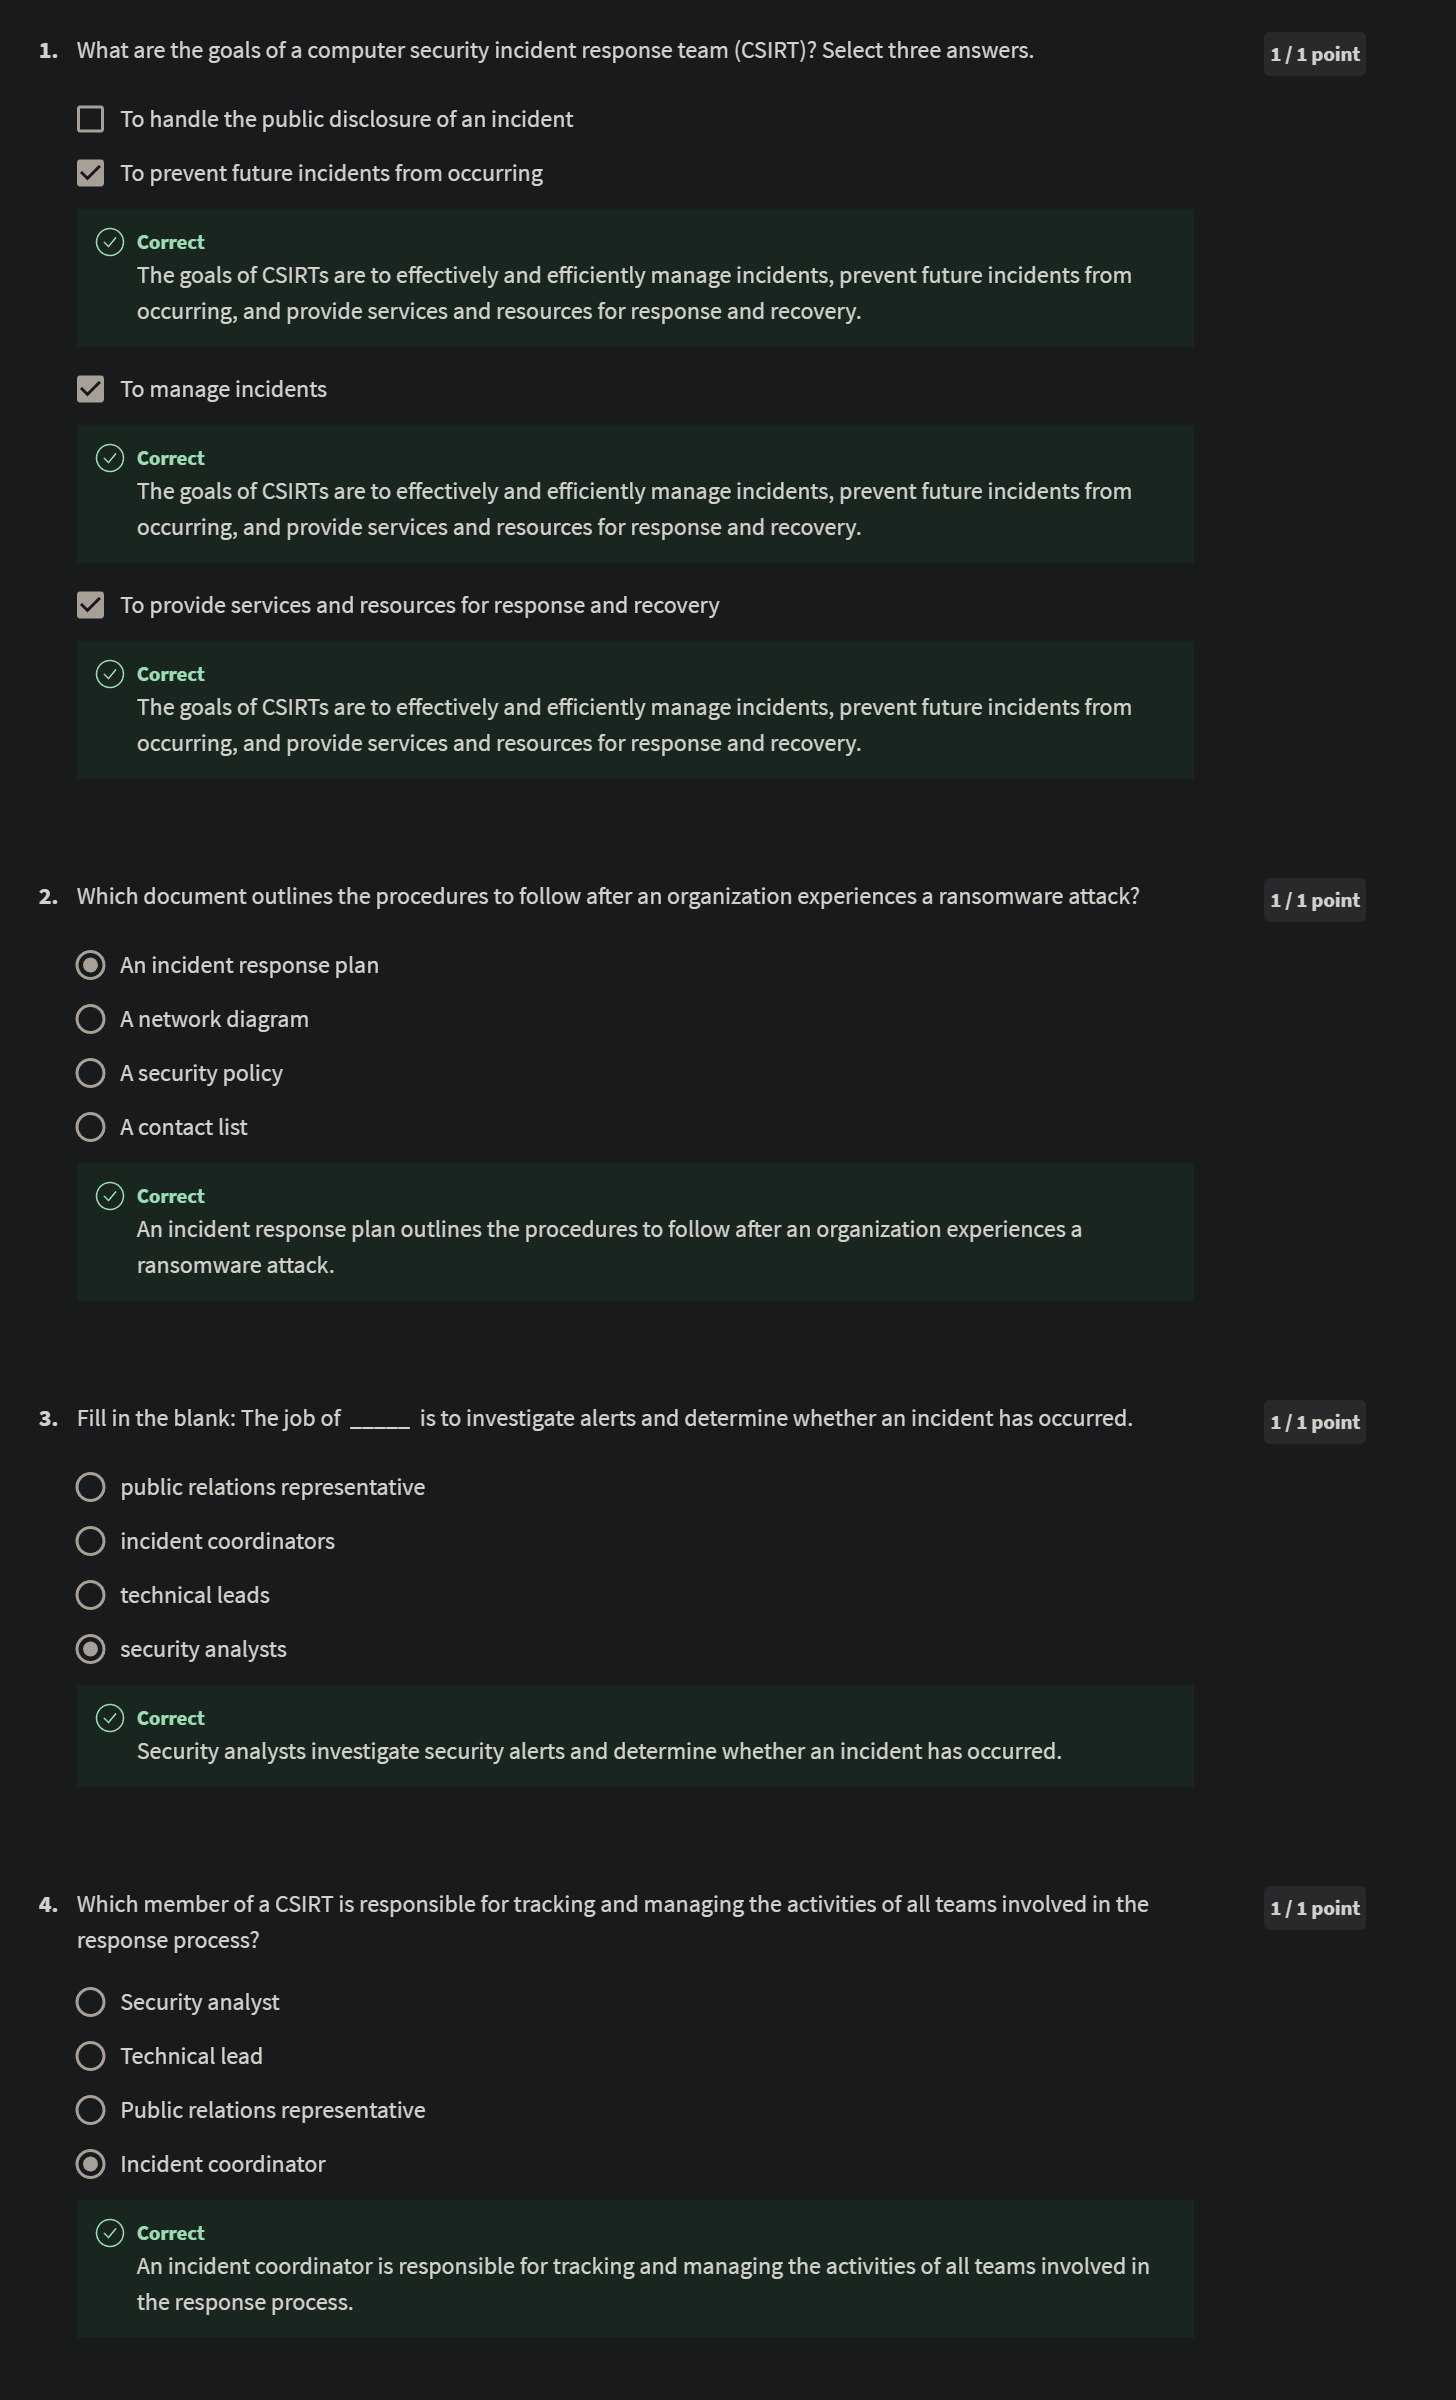 1. What are the goals of a computer security incident response team (CSIRT)? Select three answers.
1 / 1 point
To handle the public disclosure of an incident
To prevent future incidents from occurring
Correct
The goals of CSIRTs are to effectively and efficiently manage incidents, prevent future incidents from
occurring, and provide services and resources for response and recovery.
To manage incidents
Correct
The goals of CSIRTs are to effectively and efficiently manage incidents, prevent future incidents from
occurring, and provide services and resources for response and recovery.
To provide services and resources for response and recovery
Correct
The goals of CSIRTs are to effectively and efficiently manage incidents, prevent future incidents from
occurring, and provide services and resources for response and recovery.
2. Which document outlines the procedures to follow after an organization experiences a ransomware attack?
1 / 1 point
An incident response plan
A network diagram
A security policy
A contact list
Correct
An incident response plan outlines the procedures to follow after an organization experiences a
ransomware attack.
3. Fill in the blank: The job of _____ is to investigate alerts and determine whether an incident has occurred.
1 / 1 point
public relations representative
incident coordinators
technical leads
security analysts
Correct
Security analysts investigate security alerts and determine whether an incident has occurred.
4. Which member of a CSIRT is responsible for tracking and managing the activities of all teams involved in the
response process?
1 / 1 point
Security analyst
Technical lead
Public relations representative
Incident coordinator
Correct
An incident coordinator is responsible for tracking and managing the activities of all teams involved in
the response process.